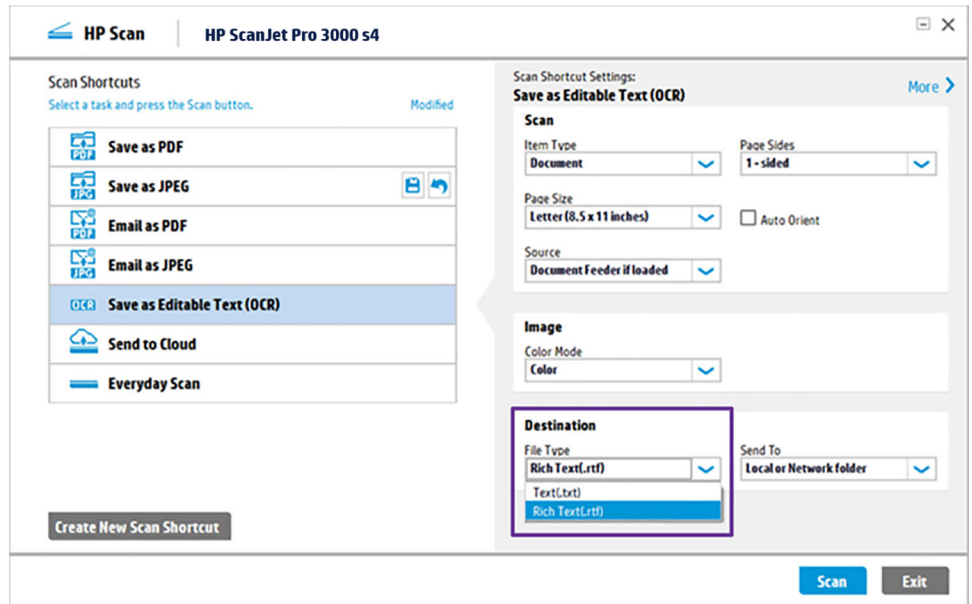 HP Scan
HP ScanJet Pro 3000 s4
Scan Shortcuts
Select a task and press the Scan button.
Modified
PDF
Save as PDF
JPG
Save as JPEG
PDF
Email as PDF
JPG
Email as JPEG
OCR
Save as Editable Text (OCR)
Send to Cloud
Everyday Scan
Create New Scan Shortcut
Scan Shortcut Settings:
Save as Editable Text (OCR)
More
Scan
Item Type
Document
Page Sides
1 - sided
Page Size
Letter (8.5 x 11 inches)
Auto Orient
Source
Document Feeder if loaded
Image
Color Mode
Color
Destination
File Type
Rich Text(.rtf)
Text(.txt)
Rich Text(.rtf)
Send To
Local or Network folder
Scan
Exit